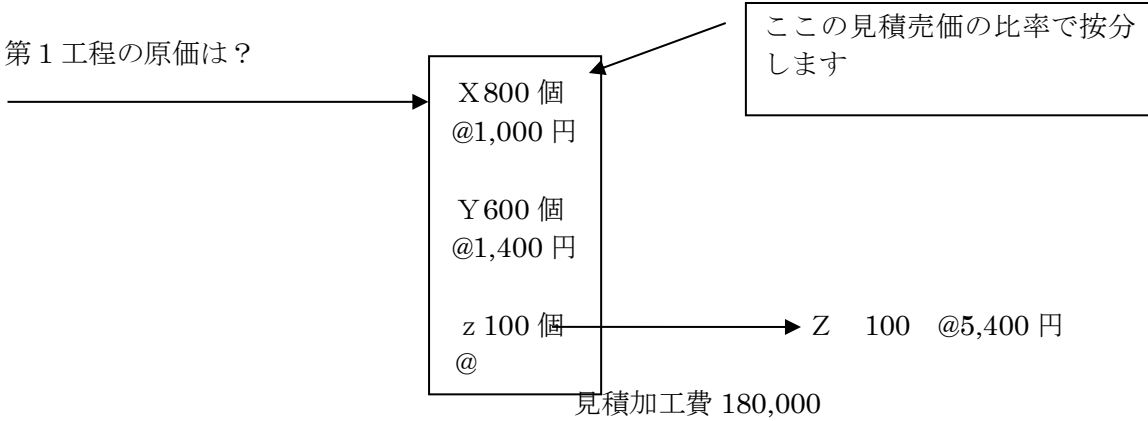 第1工程の原価は？
ここの見積売価の比率で按分
します
X800 個
@1,000 円
Y600 個
@1,400 円
z 100 個
@
Z 100 @5,400 円
見積加工費 180,000